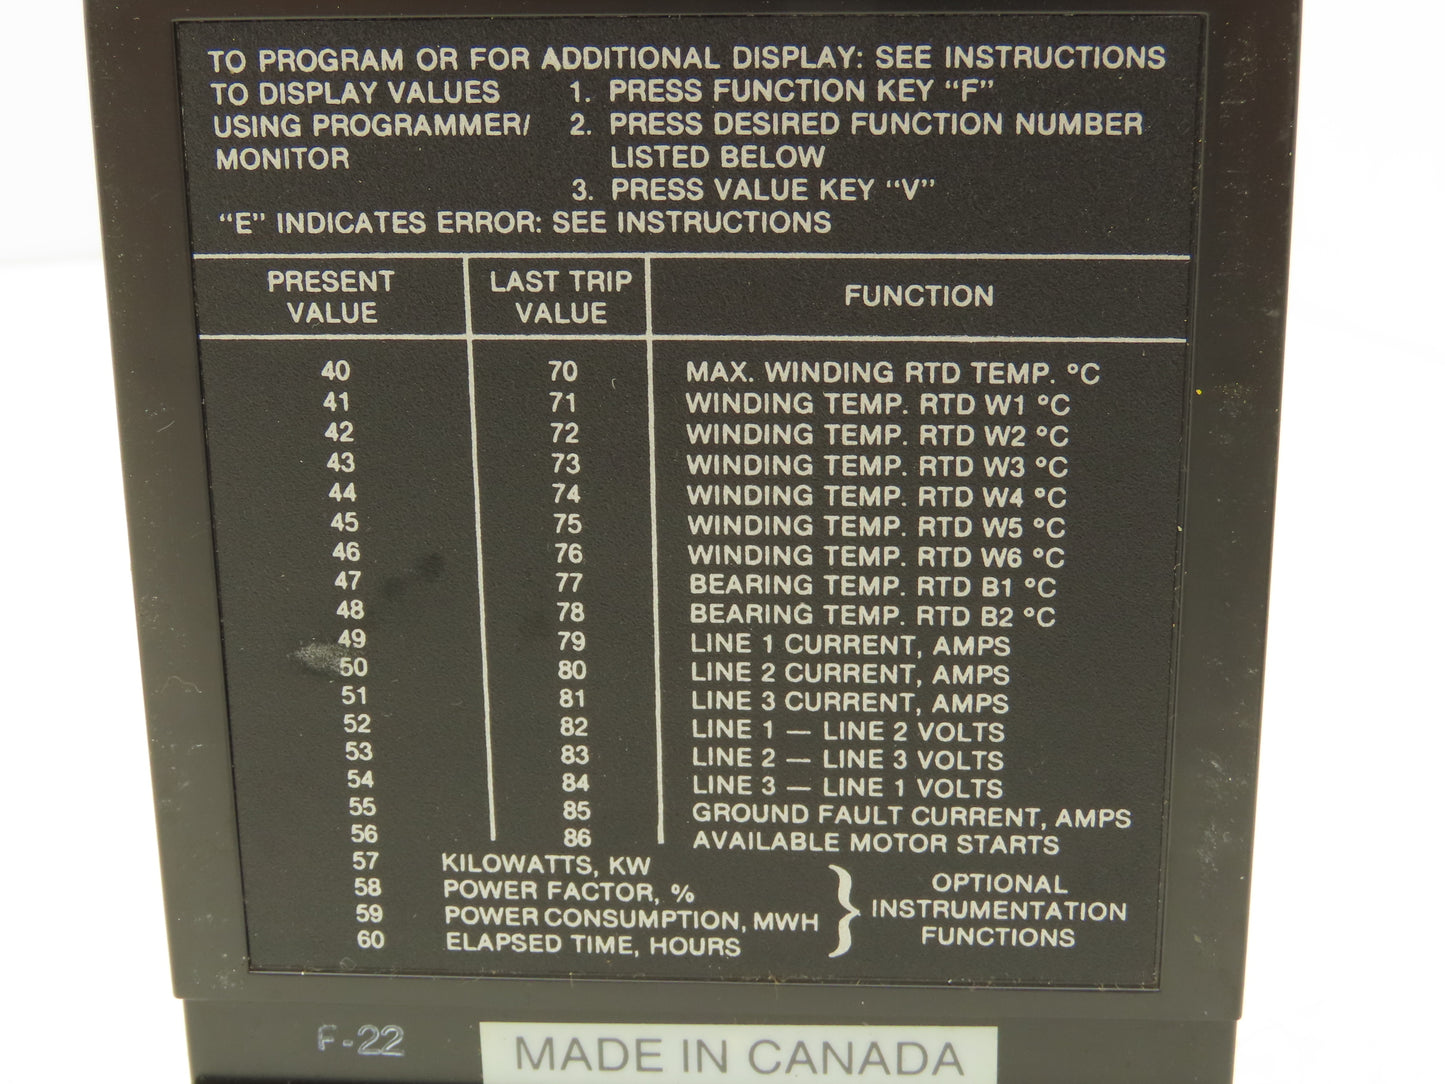 TO PROGRAM OR FOR ADDITIONAL DISPLAY: SEE INSTRUCTIONS
TO DISPLAY VALUES 1. PRESS FUNCTION KEY "F"
USING PROGRAMMER/ 2. PRESS DESIRED FUNCTION NUMBER
MONITOR LISTED BELOW
3. PRESS VALUE KEY "V"
"E" INDICATES ERROR: SEE INSTRUCTIONS
PRESENT VALUE LAST TRIP VALUE FUNCTION
40 70 MAX. WINDING RTD TEMP. °C
41 71 WINDING TEMP. RTD W1 °C
42 72 WINDING TEMP. RTD W2 °C
43 73 WINDING TEMP. RTD W3 °C
44 74 WINDING TEMP. RTD W4 °C
45 75 WINDING TEMP. RTD W5 °C
46 76 WINDING TEMP. RTD W6 °C
47 77 BEARING TEMP. RTD B1 °C
48 78 BEARING TEMP. RTD B2 °C
49 79 LINE 1 CURRENT, AMPS
50 80 LINE 2 CURRENT, AMPS
51 81 LINE 3 CURRENT, AMPS
52 82 LINE 1 — LINE 2 VOLTS
53 83 LINE 2 — LINE 3 VOLTS
54 84 LINE 3 — LINE 1 VOLTS
55 85 GROUND FAULT CURRENT, AMPS
56 86 AVAILABLE MOTOR STARTS
57 KILOWATTS, KW
58 POWER FACTOR, %
59 POWER CONSUMPTION, MWH
60 ELAPSED TIME, HOURS
OPTIONAL
INSTRUMENTATION
FUNCTIONS
F-22
MADE IN CANADA